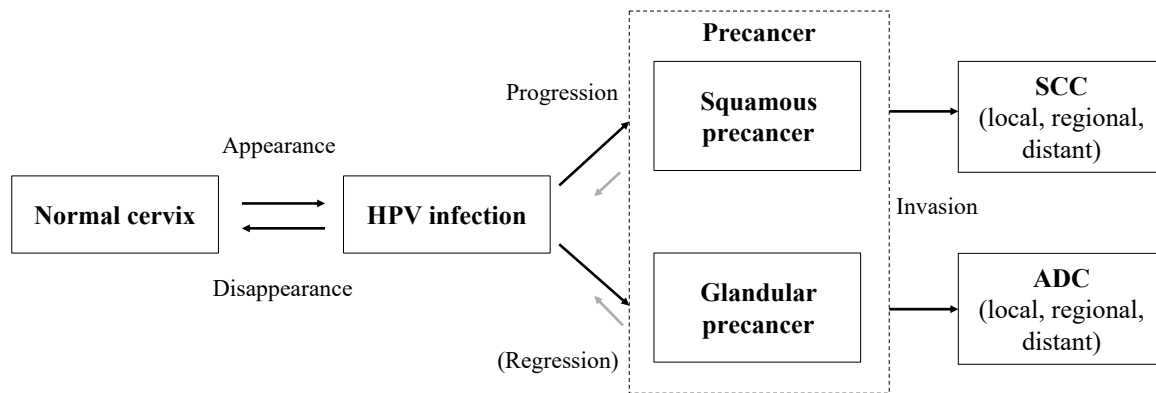 Precancer
Progression
Squamous
precancer
SCC
(local, regional,
distant)
Appearance
Normal cervix
HPV infection
Invasion
Disappearance
Glandular
precancer
ADC
(local, regional,
distant)
(Regression)